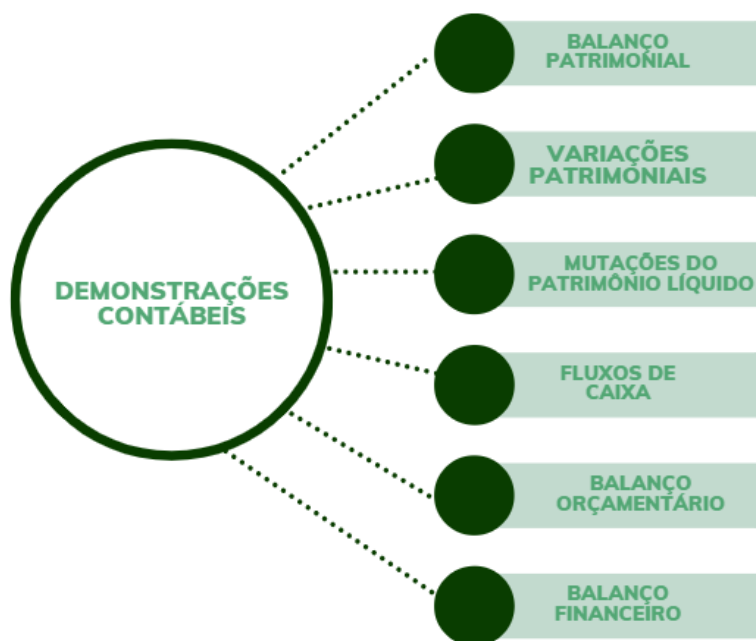 BALANÇO
PATRIMONIAL
VARIAÇÕES
PATRIMONIAIS
MUTAÇÕES DO
PATRIMÔNIO LÍQUIDO
DEMONSTRAÇÕES
CONTÁBEIS
FLUXOS DE
CAIXA
BALANÇO
ORÇAMENTÁRIO
BALANÇO
FINANCEIRO